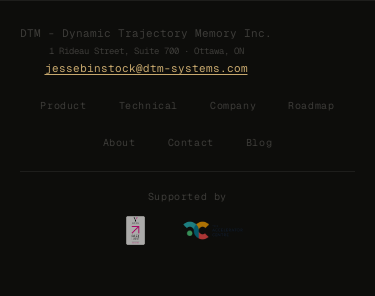 DTM - Dynamic Trajectory Memory Inc.
1 Rideau Street, Suite 700 · Ottawa, ON
jessebinstock@dtm-systems.com
Product Technical Company Roadmap
About Contact Blog
Supported by